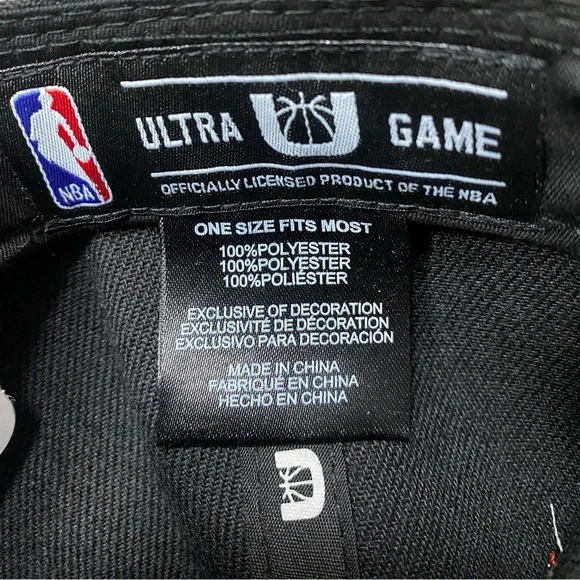 NBA
ULTRA U GAME
OFFICIALLY LICENSED PRODUCT OF THE NBA
ONE SIZE FITS MOST
100%POLYESTER
100%POLYESTER
100%POLIÉSTER
EXCLUSIVE OF DECORATION
EXCLUSIVITÉ DE DÉCORATION
EXCLUSIVO PARA DECORACIÓN
MADE IN CHINA
FABRIQUÉ EN CHINA
HECHO EN CHINA
U